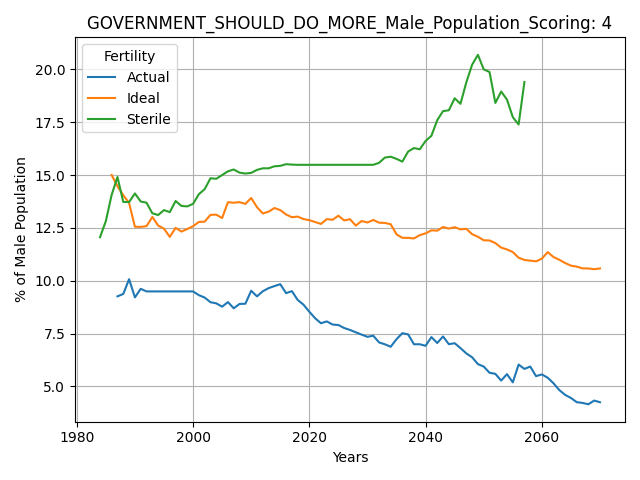 GOVERNMENT_SHOULD_DO_MORE_Male_Population_Scoring: 4
Fertility
Actual
Ideal
Sterile
% of Male Population
20.0
17.5
15.0
12.5
10.0
7.5
5.0
1980
2000
2020
2040
2060
Years